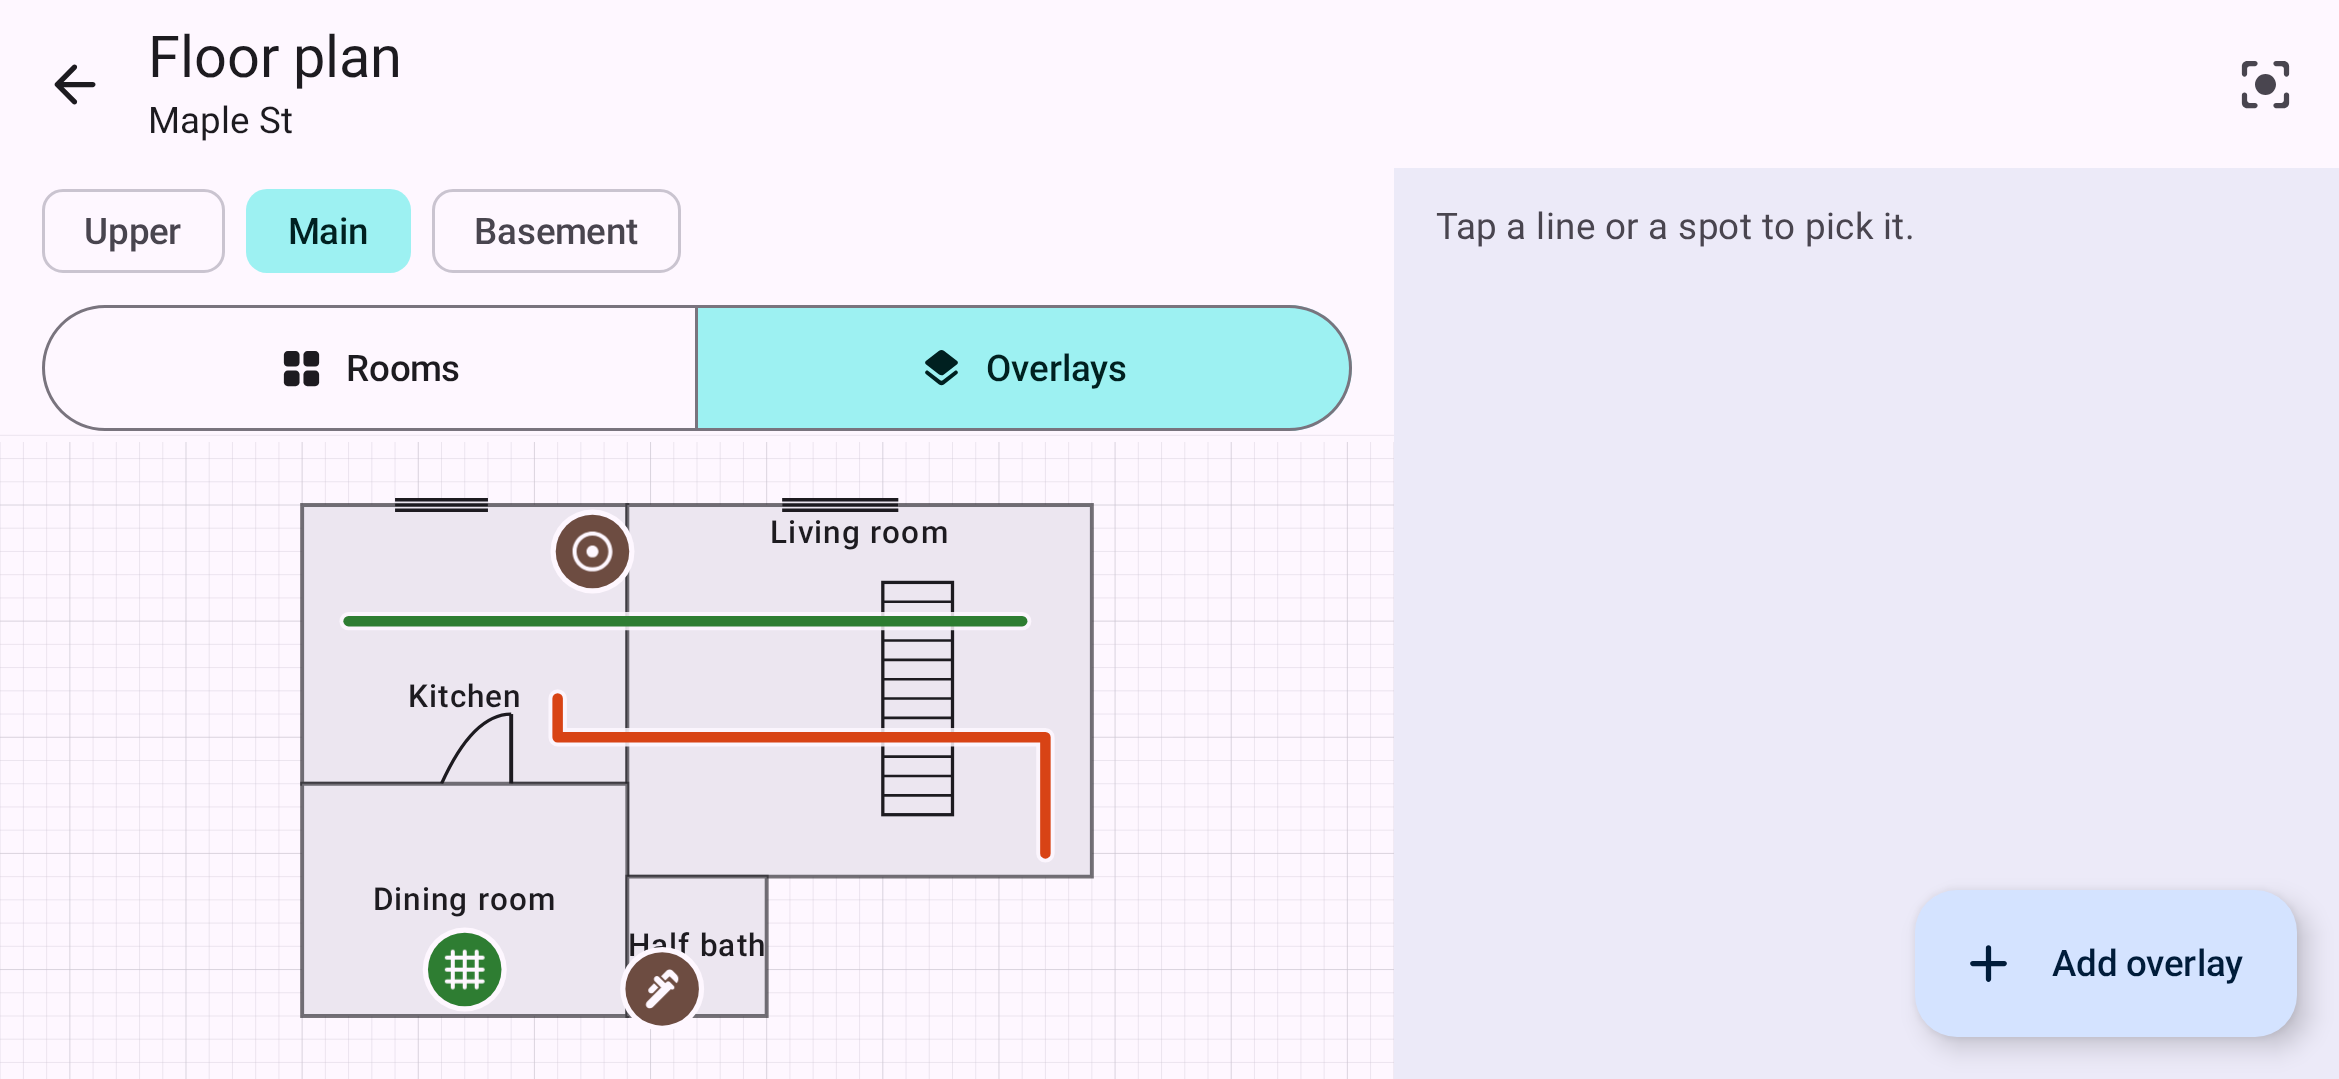 Floor plan
Maple St
Upper
Main
Basement
Tap a line or a spot to pick it.
Rooms
Overlays
Living room
Kitchen
Dining room
Half bath
Add overlay